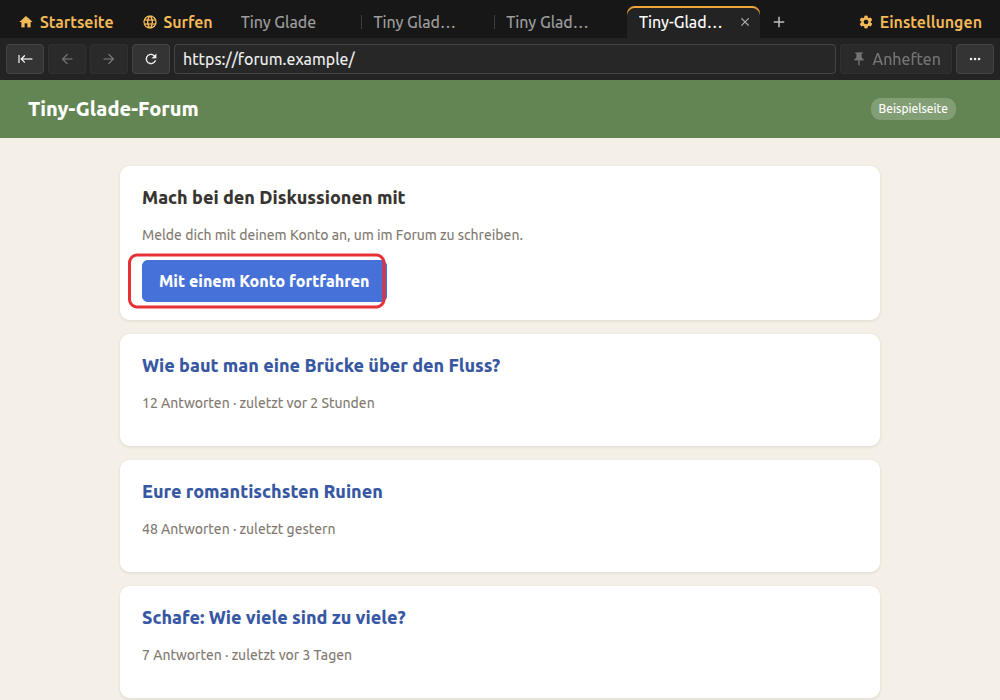 Startseite
Surfen
Tiny Glade
Tiny Glad…
Tiny Glad…
Tiny-Glad…
Einstellungen
https://forum.example/
Anheften
Tiny-Glade-Forum
Beispielseite
Mach bei den Diskussionen mit
Melde dich mit deinem Konto an, um im Forum zu schreiben.
Mit einem Konto fortfahren
Wie baut man eine Brücke über den Fluss?
12 Antworten · zuletzt vor 2 Stunden
Eure romantischsten Ruinen
48 Antworten · zuletzt gestern
Schafe: Wie viele sind zu viele?
7 Antworten · zuletzt vor 3 Tagen